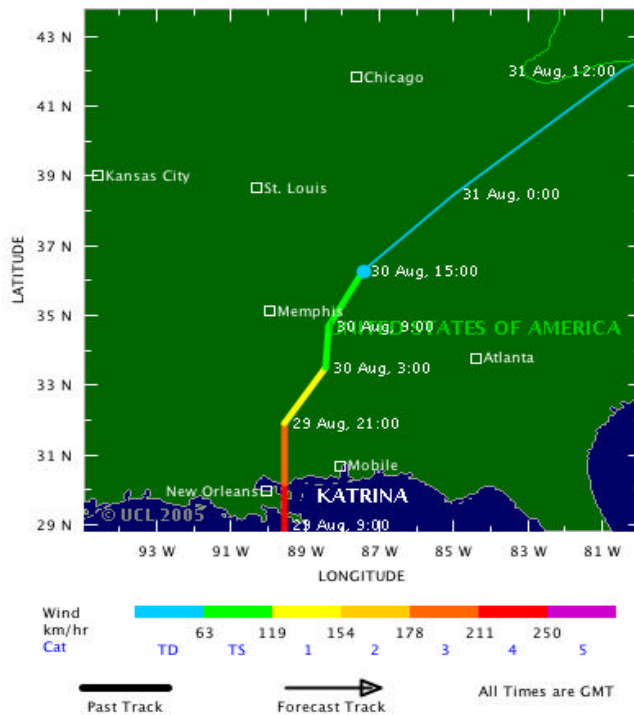 43 N
31 Aug, 12:00
Chicago
41 N
39 N
Kansas City
St. Louis
31 Aug, 0:00
37 N
30 Aug, 15:00
LATITUDE
35 N
Memphis
30 Aug, 9:00
UNITED STATES OF AMERICA
Atlanta
33 N
30 Aug, 3:00
29 Aug, 21:00
31 N
Mobile
New Orleans
KATRINA
© UCL 2005
29 N
29 Aug, 9:00
93 W 91 W 89 W 87 W 85 W 83 W 81 W
LONGITUDE
Wind
km/hr 63 119 154 178 211 250
Cat TD TS 1 2 3 4 5
Past Track Forecast Track All Times are GMT